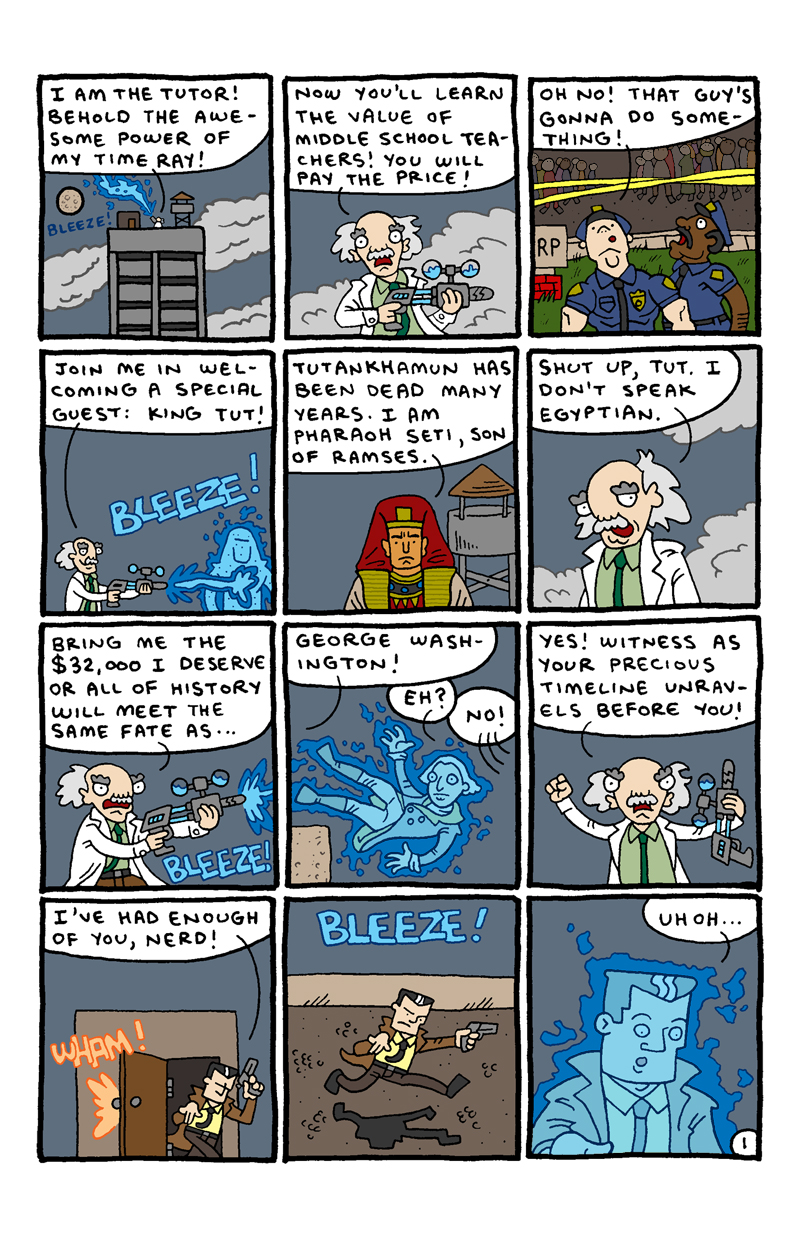 I AM THE TUTOR!
BEHOLD THE AWE-
SOME POWER OF
MY TIME RAY!
BLEEZE!
NOW YOU'LL LEARN
THE VALUE OF
MIDDLE SCHOOL TEA-
CHERS! YOU WILL
PAY THE PRICE!
OH NO! THAT GUY'S
GONNA DO SOME-
THING!
RP
JOIN ME IN WEL-
COMING A SPECIAL
GUEST: KING TUT!
BLEEZE!
TUTANKHAMUN HAS
BEEN DEAD MANY
YEARS. I AM
PHARAOH SETI, SON
OF RAMSES.
SHUT UP, TUT. I
DON'T SPEAK
EGYPTIAN.
BRING ME THE
$32,000 I DESERVE
OR ALL OF HISTORY
WILL MEET THE
SAME FATE AS...
BLEEZE!
GEORGE WASH-
INGTON!
EH?
NO!
YES! WITNESS AS
YOUR PRECIOUS
TIMELINE UNRAV-
ELS BEFORE YOU!
I'VE HAD ENOUGH
OF YOU, NERD!
WHAM!
BLEEZE!
UH OH...
1